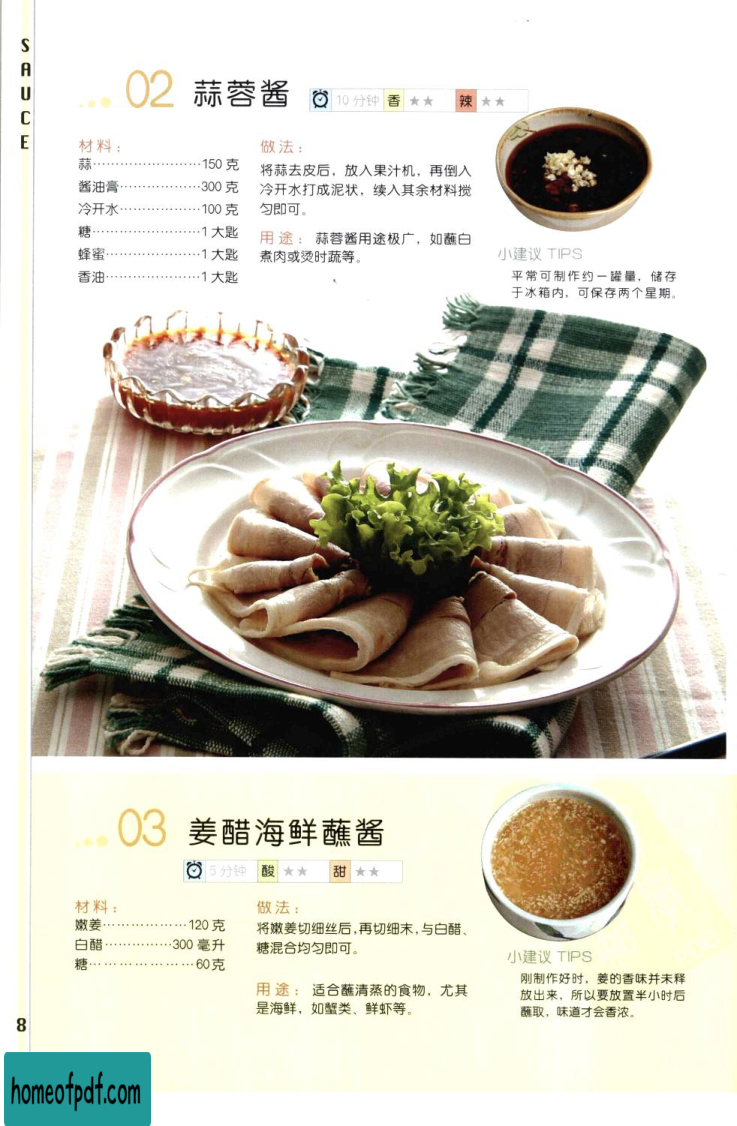 SAUCE
02 蒜蓉酱 10 分钟 香 ★★ 辣 ★★
材料：
蒜························150 克
酱油膏··················300 克
冷开水··················100 克
糖························1 大匙
蜂蜜·····················1 大匙
香油·····················1 大匙
做法：
将蒜去皮后，放入果汁机，再倒入
冷开水打成泥状，续入其余材料搅
匀即可。
用途：蒜蓉酱用途极广，如蘸白
煮肉或烫时蔬等。
小建议 TIPS
平常可制作约一罐量，储存
于冰箱内，可保存两个星期。
03 姜醋海鲜蘸酱
5 分钟 酸 ★★ 甜 ★★
材料：
嫩姜··················120 克
白醋···············300 毫升
糖·····················60克
做法：
将嫩姜切细丝后，再切细末，与白醋、
糖混合均匀即可。
用途：适合蘸清蒸的食物，尤其
是海鲜，如蟹类、鲜虾等。
小建议 TIPS
刚制作好时，姜的香味并未释
放出来，所以要放置半小时后
蘸取，味道才会香浓。
8
homeofpdf.com